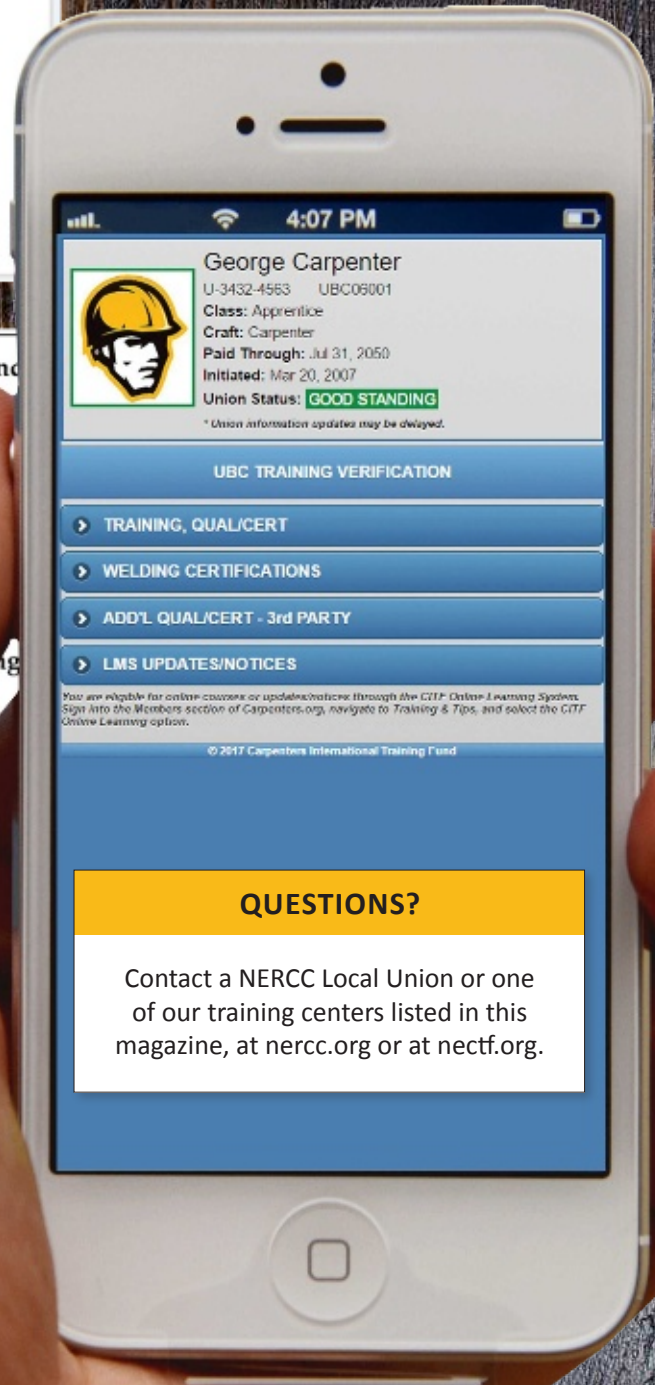 4:07 PM
George Carpenter
U-3432-4563 UBC06001
Class: Apprentice
Craft: Carpenter
Paid Through: Jul 31, 2050
Initiated: Mar 20, 2007
Union Status: GOOD STANDING
* Union information updates may be delayed.
UBC TRAINING VERIFICATION
TRAINING, QUAL/CERT
WELDING CERTIFICATIONS
ADD'L QUAL/CERT - 3rd PARTY
LMS UPDATES/NOTICES
You are eligible for online courses or updates/notices through the CITF Online Learning System.
Sign into the Members section of Carpenters.org, navigate to Training & Tips, and select the CITF
Online Learning option.
© 2017 Carpenters International Training Fund
QUESTIONS?
Contact a NERCC Local Union or one
of our training centers listed in this
magazine, at nercc.org or at nectf.org.